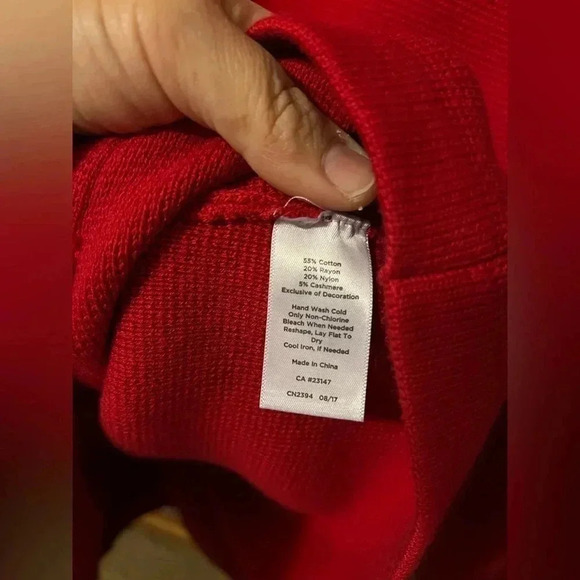 55% Cotton
20% Rayon
20% Nylon
5% Cashmere
Exclusive of Decoration
Hand Wash Cold
Only Non-Chlorine
Bleach When Needed
Reshape, Lay Flat To
Dry
Cool Iron, If Needed
Made in China
CA #23147
CN2394 08/17